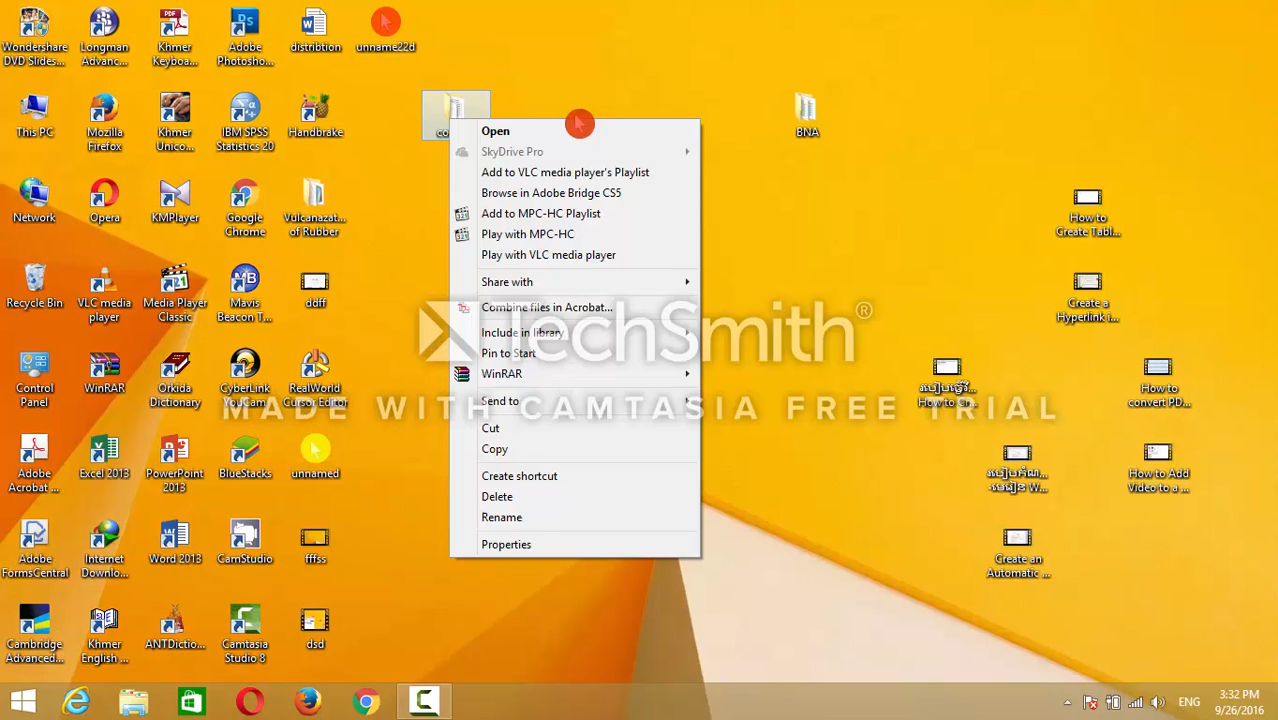 Wondershare
DVD Slides...
Longman
Advanc...
Khmer
Keyboa...
Adobe
Photosho...
distribtion
unname22d
This PC
Mozilla
Firefox
Khmer
Unico...
IBM SPSS
Statistics 20
Handbrake
BNA
Network
Opera
KMPlayer
Google
Chrome
Vulcanazat...
of Rubber
Recycle Bin
VLC media
player
Media Player
Classic
Mavis
Beacon T...
ddff
Control
Panel
WinRAR
Orkida
Dictionary
CyberLink
YouCam
RealWorld
Cursor Editor
Adobe
Acrobat ...
Excel 2013
PowerPoint
2013
BlueStacks
unnamed
Adobe
FormsCentral
Internet
Downlo...
Word 2013
CamStudio
fffss
Cambridge
Advanced...
Khmer
English ...
ANTDictio...
Camtasia
Studio 8
dsd
Open
SkyDrive Pro
Add to VLC media player's Playlist
Browse in Adobe Bridge CS5
Add to MPC-HC Playlist
Play with MPC-HC
Play with VLC media player
Share with
Combine files in Acrobat...
Include in library
Pin to Start
WinRAR
Send to
Cut
Copy
Create shortcut
Delete
Rename
Properties
TechSmith®
MADE WITH CAMTASIA FREE TRIAL
How to
Create Tabl...
Create a
Hyperlink i...
How to Cr...
How to
convert PD...
How to Add
Video to a ...
Create an
Automatic ...
ENG
3:32 PM
9/26/2016